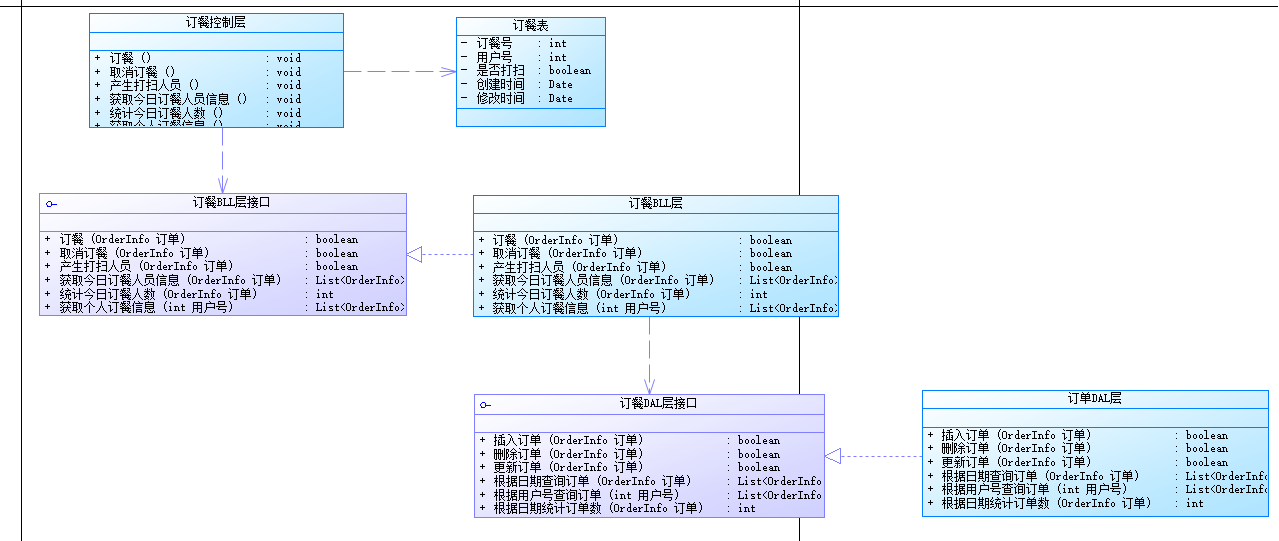 订餐控制层
+ 订餐 () : void
+ 取消订餐 () : void
+ 产生打扫人员 () : void
+ 获取今日订餐人员信息 () : void
+ 统计今日订餐人数 () : void
+ 获取个人订餐信息 () : void
订餐表
- 订餐号 : int
- 用户号 : int
- 是否打扫 : boolean
- 创建时间 : Date
- 修改时间 : Date
订餐BLL层接口
+ 订餐 (OrderInfo 订单) : boolean
+ 取消订餐 (OrderInfo 订单) : boolean
+ 产生打扫人员 (OrderInfo 订单) : boolean
+ 获取今日订餐人员信息 (OrderInfo 订单) : List<OrderInfo>
+ 统计今日订餐人数 (OrderInfo 订单) : int
+ 获取个人订餐信息 (int 用户号) : List<OrderInfo>
订餐BLL层
+ 订餐 (OrderInfo 订单) : boolean
+ 取消订餐 (OrderInfo 订单) : boolean
+ 产生打扫人员 (OrderInfo 订单) : boolean
+ 获取今日订餐人员信息 (OrderInfo 订单) : List<OrderInfo>
+ 统计今日订餐人数 (OrderInfo 订单) : int
+ 获取个人订餐信息 (int 用户号) : List<OrderInfo>
订餐DAL层接口
+ 插入订单 (OrderInfo 订单) : boolean
+ 删除订单 (OrderInfo 订单) : boolean
+ 更新订单 (OrderInfo 订单) : boolean
+ 根据日期查询订单 (OrderInfo 订单) : List<OrderInfo
+ 根据用户号查询订单 (int 用户号) : List<OrderInfo
+ 根据日期统计订单数 (OrderInfo 订单) : int
订单DAL层
+ 插入订单 (OrderInfo 订单) : boolean
+ 删除订单 (OrderInfo 订单) : boolean
+ 更新订单 (OrderInfo 订单) : boolean
+ 根据日期查询订单 (OrderInfo 订单) : List<OrderInfo
+ 根据用户号查询订单 (int 用户号) : List<OrderInfo
+ 根据日期统计订单数 (OrderInfo 订单) : int